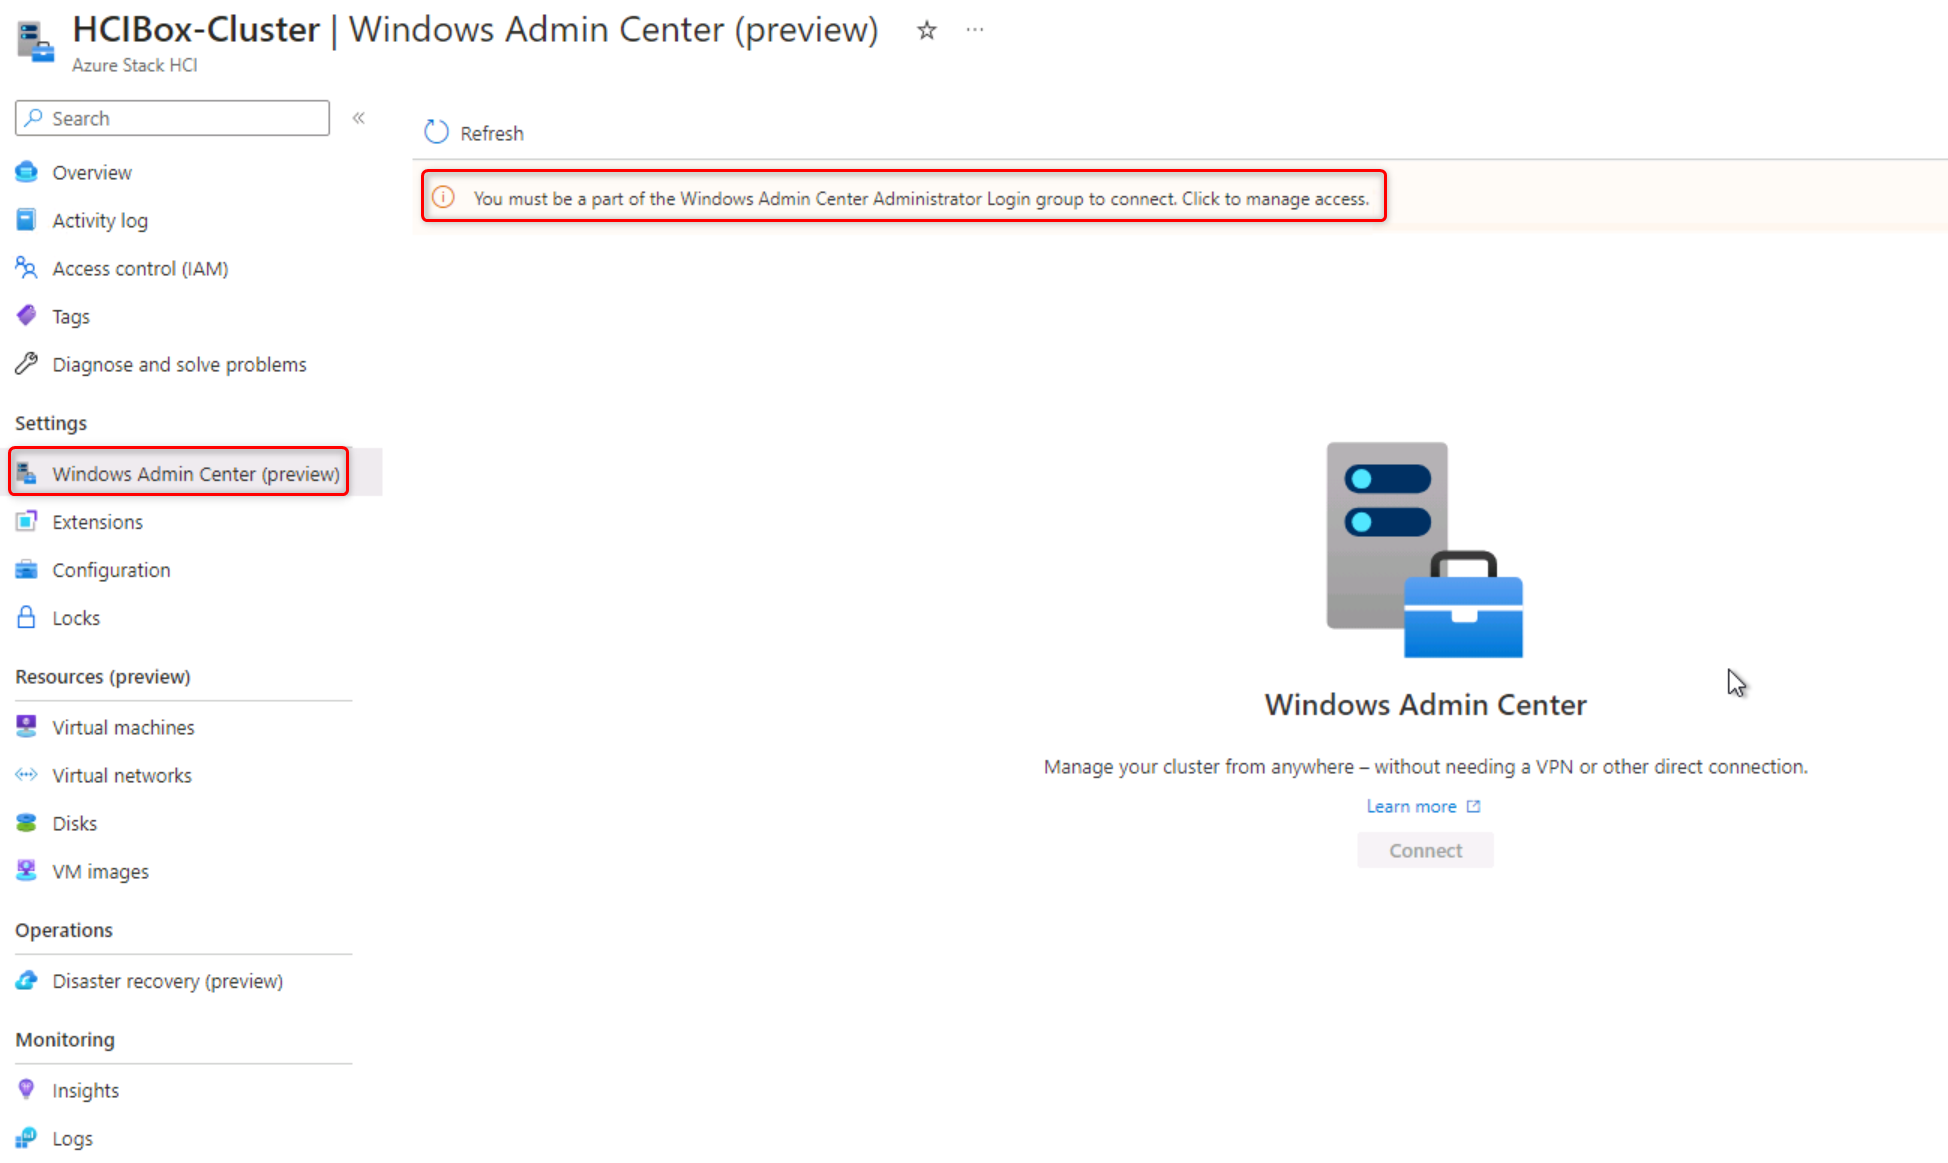 HCIBox-Cluster | Windows Admin Center (preview) ☆ ···
Azure Stack HCI
Search «
Refresh
You must be a part of the Windows Admin Center Administrator Login group to connect. Click to manage access.
Overview
Activity log
Access control (IAM)
Tags
Diagnose and solve problems
Settings
Windows Admin Center (preview)
Extensions
Configuration
Locks
Resources (preview)
Virtual machines
Virtual networks
Disks
VM images
Operations
Disaster recovery (preview)
Monitoring
Insights
Logs
Windows Admin Center
Manage your cluster from anywhere – without needing a VPN or other direct connection.
Learn more
Connect